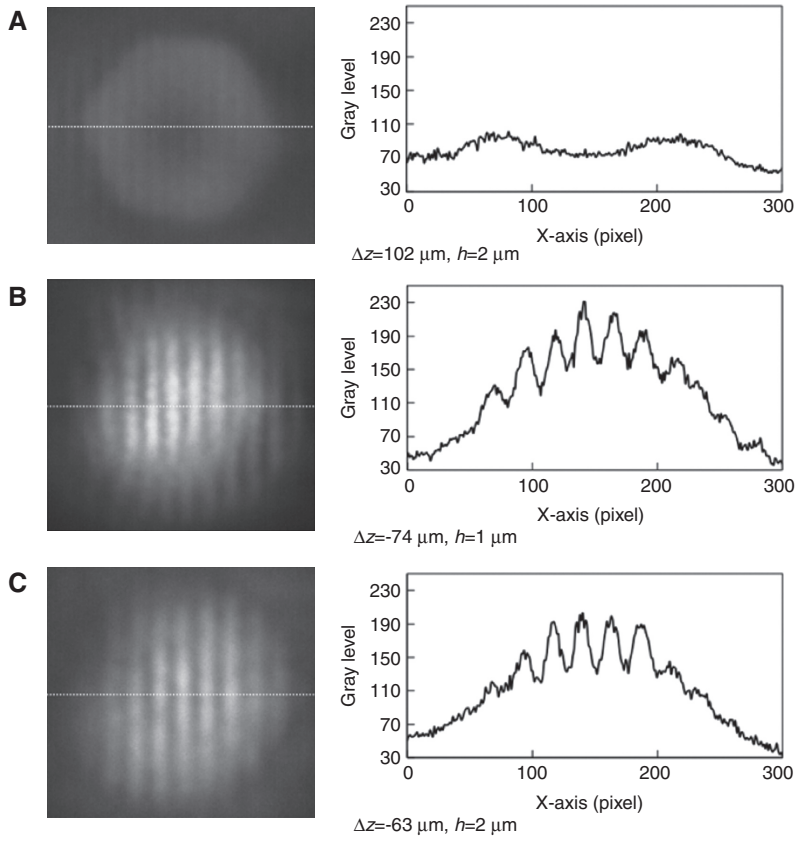 A
Gray level
230
190
150
110
70
30
0 100 200 300
X-axis (pixel)
Δz=102 μm, h=2 μm
B
Gray level
230
190
150
110
70
30
0 100 200 300
X-axis (pixel)
Δz=-74 μm, h=1 μm
C
Gray level
230
190
150
110
70
30
0 100 200 300
X-axis (pixel)
Δz=-63 μm, h=2 μm